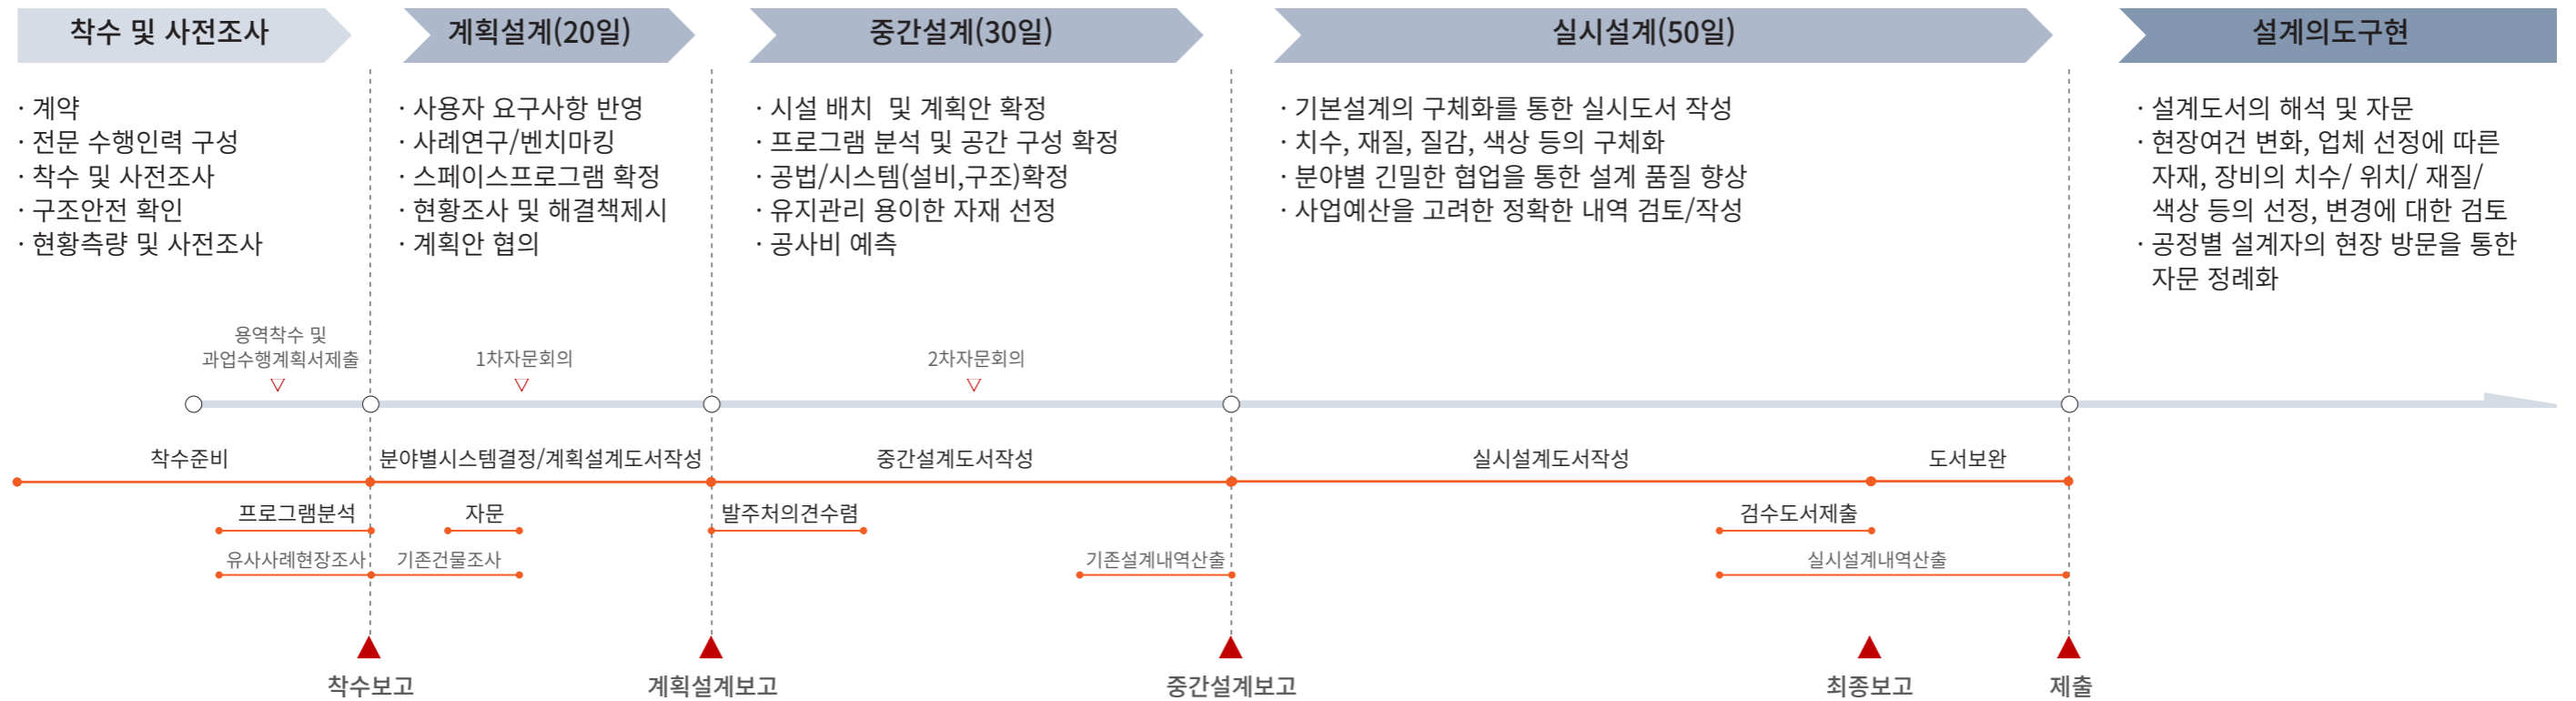 착수 및 사전조사
계획설계(20일)
중간설계(30일)
실시설계(50일)
설계의도구현
· 계약
· 전문 수행인력 구성
· 착수 및 사전조사
· 구조안전 확인
· 현황측량 및 사전조사
· 사용자 요구사항 반영
· 사례연구/벤치마킹
· 스페이스프로그램 확정
· 현황조사 및 해결책제시
· 계획안 협의
· 시설 배치 및 계획안 확정
· 프로그램 분석 및 공간 구성 확정
· 공법/시스템(설비,구조)확정
· 유지관리 용이한 자재 선정
· 공사비 예측
· 기본설계의 구체화를 통한 실시도서 작성
· 치수, 재질, 질감, 색상 등의 구체화
· 분야별 긴밀한 협업을 통한 설계 품질 향상
· 사업예산을 고려한 정확한 내역 검토/작성
· 설계도서의 해석 및 자문
· 현장여건 변화, 업체 선정에 따른
자재, 장비의 치수/ 위치/ 재질/
색상 등의 선정, 변경에 대한 검토
· 공정별 설계자의 현장 방문을 통한
자문 정례화
용역착수 및
과업수행계획서제출
1차자문회의
2차자문회의
착수준비
분야별시스템결정/계획설계도서작성
중간설계도서작성
실시설계도서작성
도서보완
프로그램분석
자문
발주처의견수렴
검수도서제출
유사사례현장조사
기존건물조사
기존설계내역산출
실시설계내역산출
착수보고
계획설계보고
중간설계보고
최종보고
제출